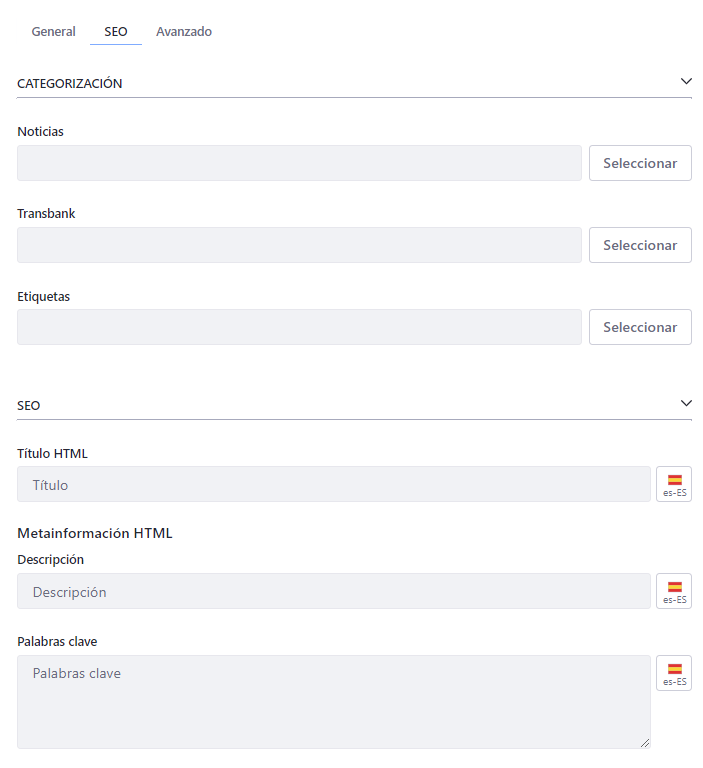 General SEO Avanzado
CATEGORIZACIÓN
Noticias
Seleccionar
Transbank
Seleccionar
Etiquetas
Seleccionar
SEO
Título HTML
Título
es-ES
Metainformación HTML
Descripción
Descripción
es-ES
Palabras clave
Palabras clave
es-ES